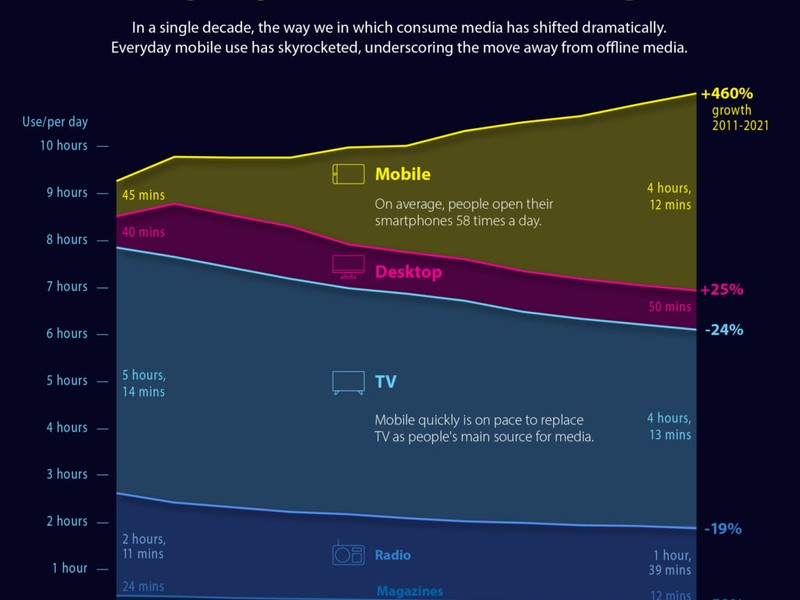 In a single decade, the way we in which consume media has shifted dramatically.
Everyday mobile use has skyrocketed, underscoring the move away from offline media.
+460%
growth
2011-2021
Use/per day
10 hours
9 hours
8 hours
7 hours
6 hours
5 hours
4 hours
3 hours
2 hours
1 hour
45 mins
Mobile
On average, people open their
smartphones 58 times a day.
4 hours,
12 mins
40 mins
Desktop
+25%
50 mins
-24%
5 hours,
14 mins
TV
Mobile quickly is on pace to replace
TV as people's main source for media.
4 hours,
13 mins
-19%
2 hours,
11 mins
Radio
1 hour,
39 mins
24 mins
Magazines
12 mins